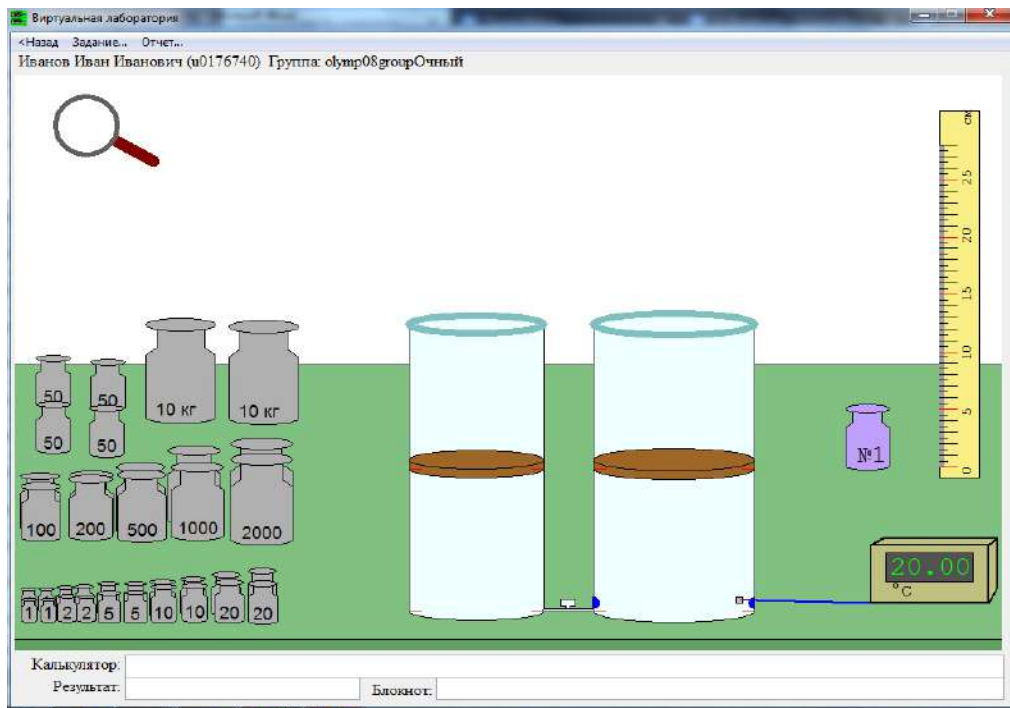 Виртуальная лаборатория
<Назад Задание... Отчет...
Иванов Иван Иванович (u0176740) Группа: olymp08groupОчный
см
25
20
15
10
5
0
50 50 10 кг 10 кг
50 50
№1
100 200 500 1000 2000
20.00
°C
1 1 2 2 5 5 10 10 20 20
Калькулятор:
Результат: Блокнот: